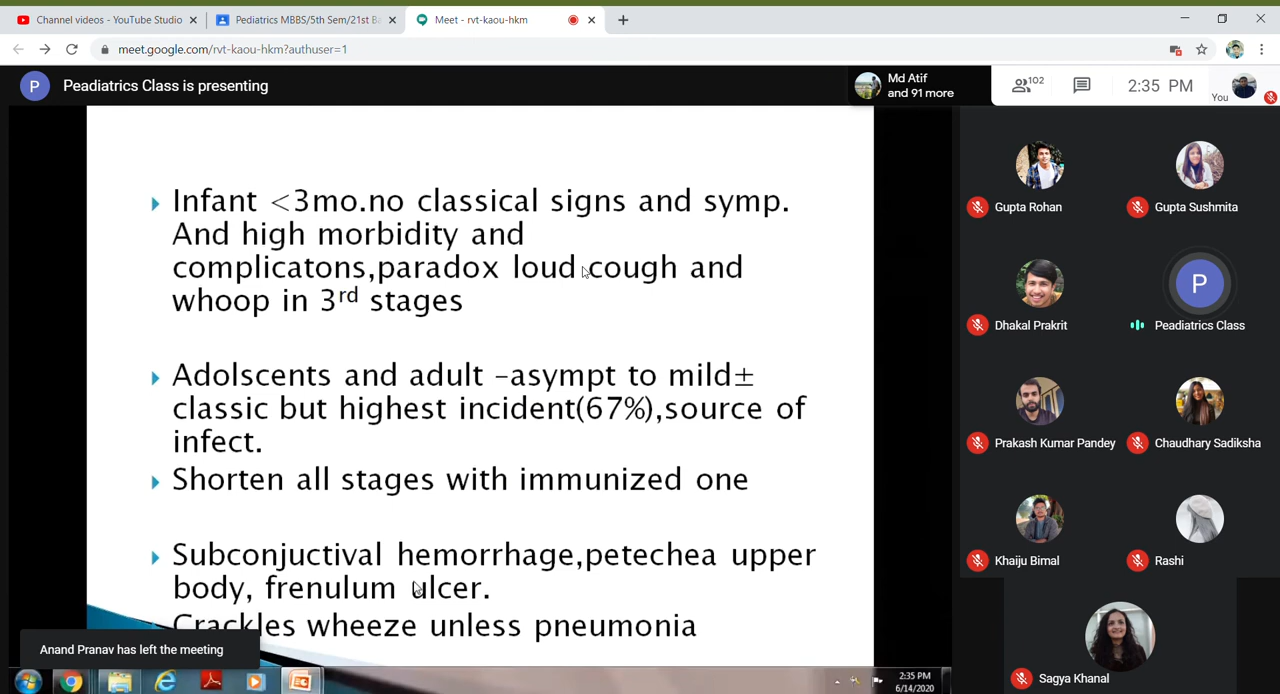 Channel videos - YouTube Studio
Pediatrics MBBS/5th Sem/21st Ba
Meet - rvt-kaou-hkm
meet.google.com/rvt-kaou-hkm?authuser=1
P
Peadiatrics Class is presenting
Md Atif
and 91 more
102
2:35 PM
You
Infant <3mo.no classical signs and symp.
And high morbidity and
complicatons,paradox loud cough and
whoop in 3rd stages
Adolscents and adult -asympt to mild±
classic but highest incident(67%),source of
infect.
Shorten all stages with immunized one
Subconjuctival hemorrhage,petechea upper
body, frenulum ulcer.
Crackles wheeze unless pneumonia
Anand Pranav has left the meeting
2:35 PM
6/14/2020
Gupta Rohan
Gupta Sushmita
P
Dhakal Prakrit
Peadiatrics Class
Prakash Kumar Pandey
Chaudhary Sadiksha
Khaiju Bimal
Rashi
Sagya Khanal